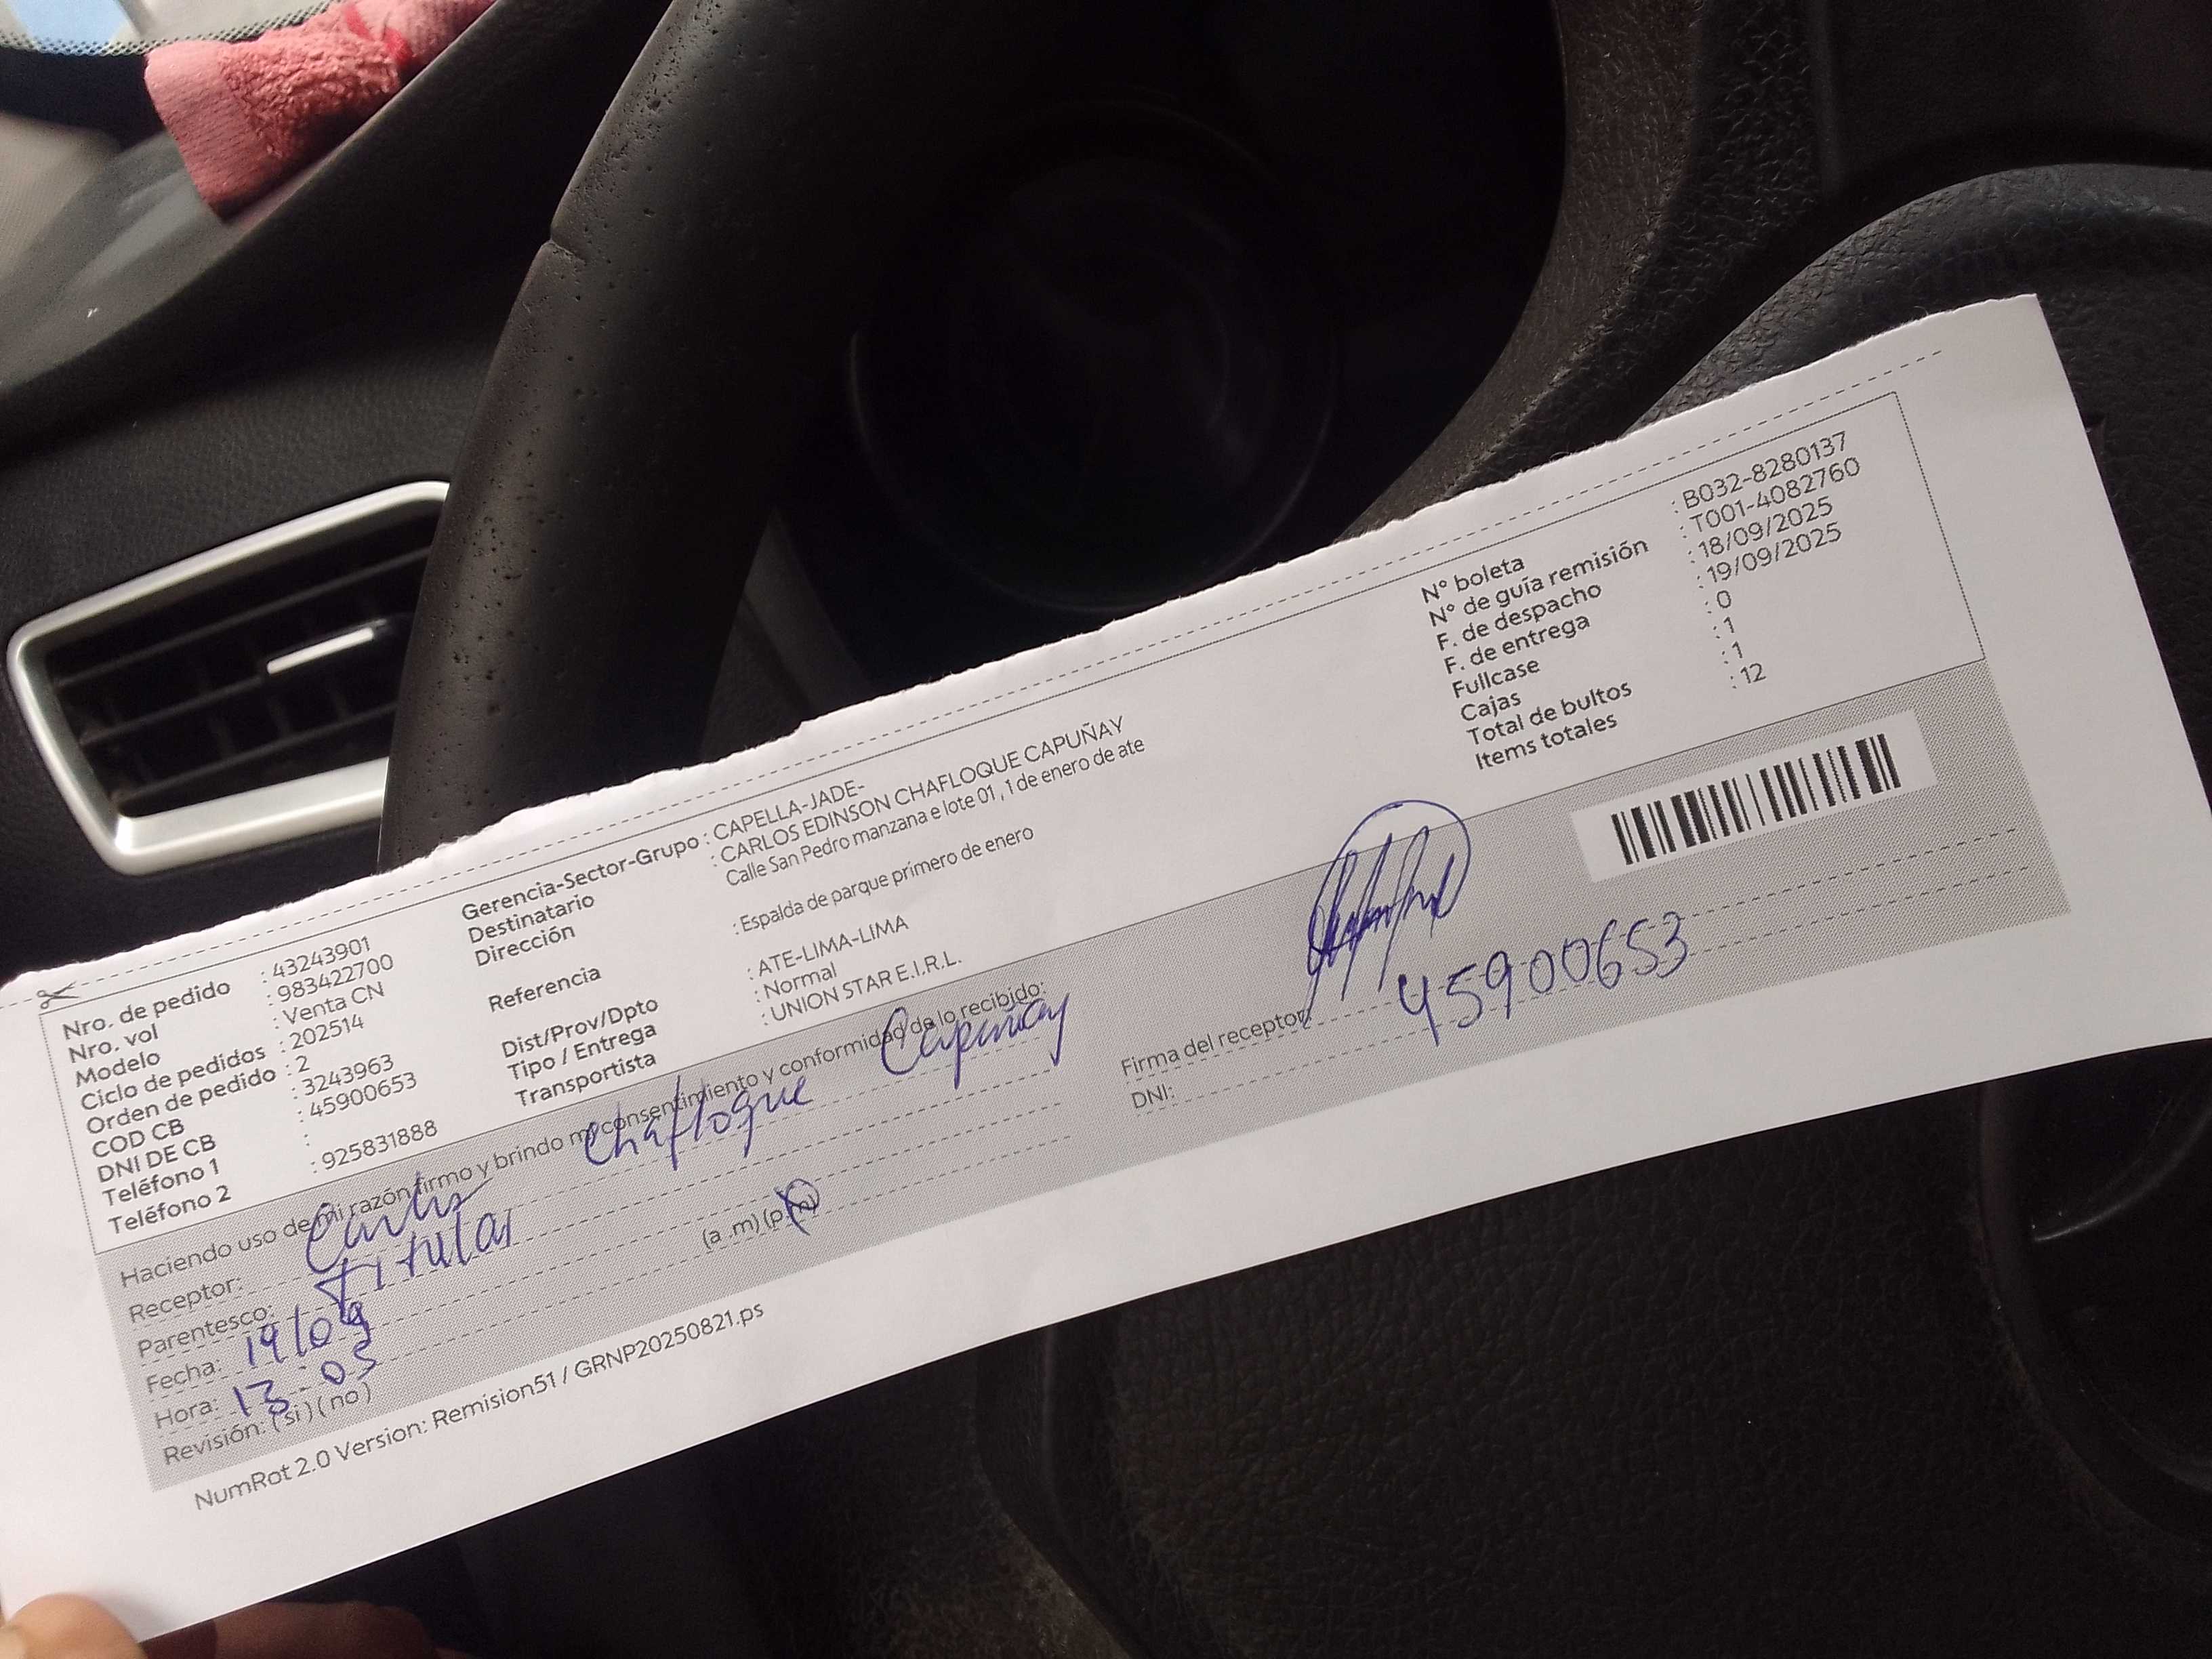 Nro. de pedido : 43243901
Nro. vol : 983422700
Modelo : Venta CN
Ciclo de pedidos : 202514
Orden de pedido : 2
COD CB : 3243963
DNI DE CB : 45900653
Teléfono 1 :
Teléfono 2 : 925831888
Gerencia-Sector-Grupo : CAPELLA-JADE-
Destinatario : CARLOS EDINSON CHAFLOQUE CAPUÑAY
Dirección Calle San Pedro manzana e lote 01 , 1 de enero de ate
Referencia : Espalda de parque primero de enero
Dist/Prov/Dpto : ATE-LIMA-LIMA
Tipo / Entrega : Normal
Transportista : UNION STAR E.I.R.L.
N° boleta : B032-8280137
N° de guía remisión : T001-4082760
F. de despacho : 18/09/2025
F. de entrega : 19/09/2025
Fullcase : 0
Cajas : 1
Total de bultos : 1
Items totales : 12
Haciendo uso de mi razón firmo y brindo mi consentimiento y conformidad de lo recibido:
Receptor: Carlos Chafloque Capuñay
Parentesco: Titular
Fecha: 19/09
Hora: 13:05 (a .m) (p.m)
Revisión: ( si ) ( no )
Firma del receptor:
DNI: 45900653
NumRot 2.0 Version: Remision51 / GRNP20250821.ps